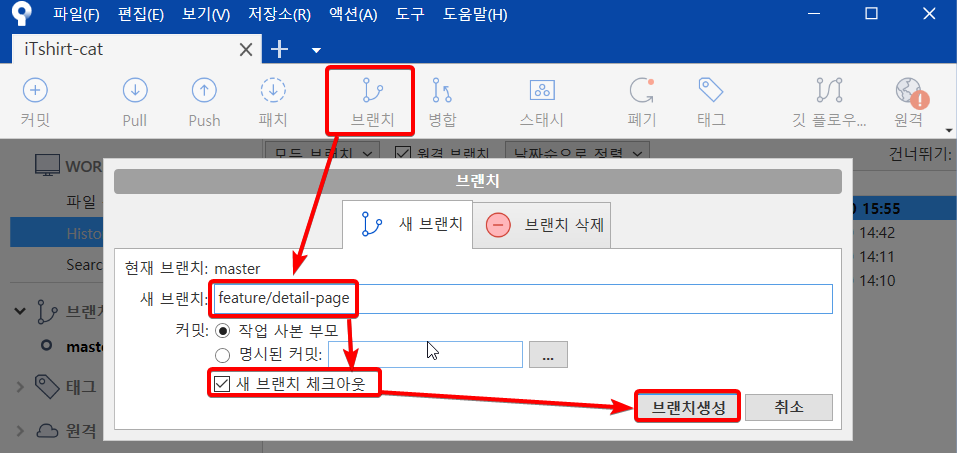 파일(F) 편집(E) 보기(V) 저장소(R) 액션(A) 도구 도움말(H)
iTshirt-cat
커밋 Pull Push 패치 브랜치 병합 스태시 폐기 태그 깃 플로우... 원격
WOR 모든 브랜치 원격 브랜치 날짜순으로 정렬 건너뛰기:
브랜치
파일
15:55
새 브랜치 브랜치 삭제
Histo
14:42
Searc
현재 브랜치: master
14:11
새 브랜치: feature/detail-page
14:10
브랜치
커밋: 작업 사본 부모
maste
명시된 커밋: ...
태그
새 브랜치 체크아웃
브랜치생성 취소
원격